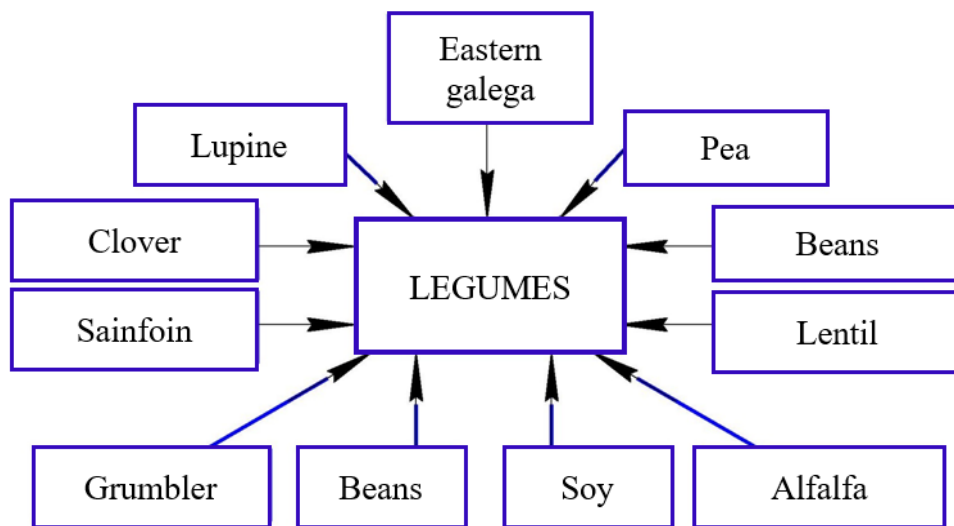 Eastern
galega
Lupine
Pea
Clover
Beans
LEGUMES
Sainfoin
Lentil
Grumbler
Beans
Soy
Alfalfa